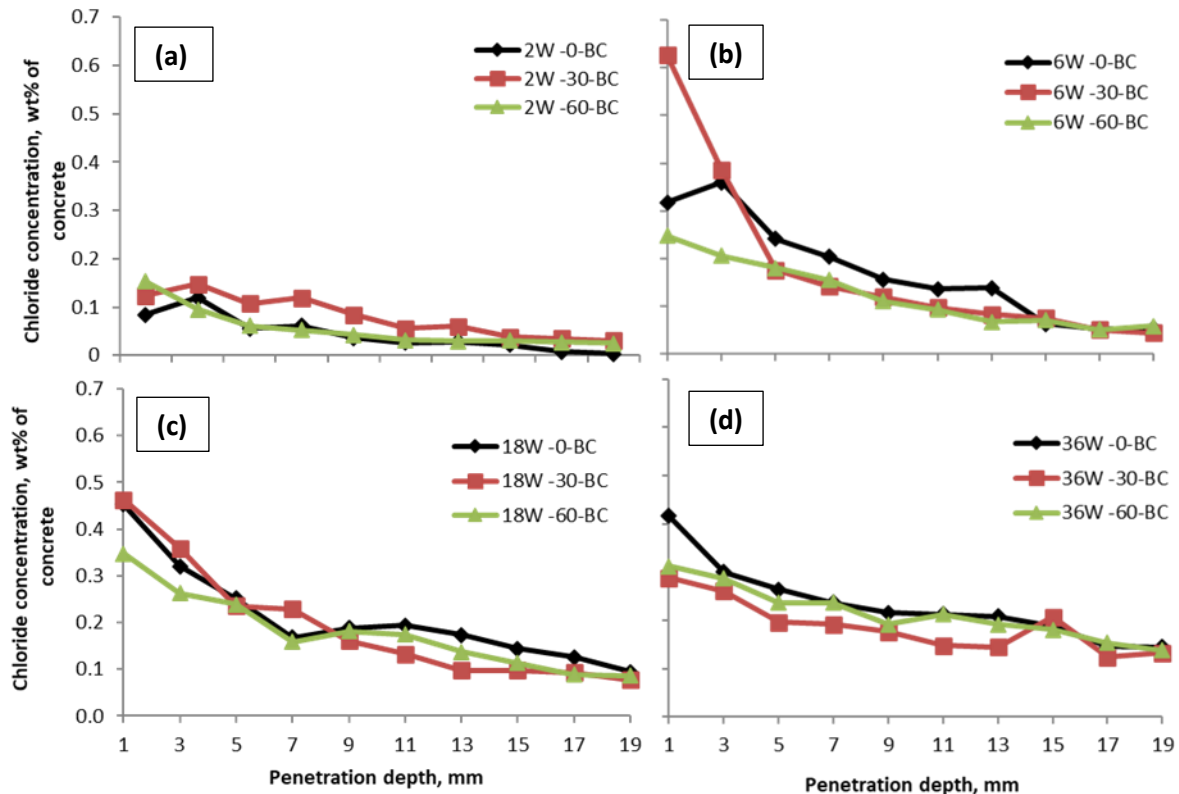 (a)
2W -0-BC
2W -30-BC
2W -60-BC
Chloride concentration, wt% of
concrete
0.7
0.6
0.5
0.4
0.3
0.2
0.1
0
(b)
6W -0-BC
6W -30-BC
6W -60-BC
(c)
18W -0-BC
18W -30-BC
18W -60-BC
Chloride concentration, wt% of
concrete
0.7
0.6
0.5
0.4
0.3
0.2
0.1
0.0
1 3 5 7 9 11 13 15 17 19
Penetration depth, mm
(d)
36W -0-BC
36W -30-BC
36W -60-BC
1 3 5 7 9 11 13 15 17 19
Penetration depth, mm